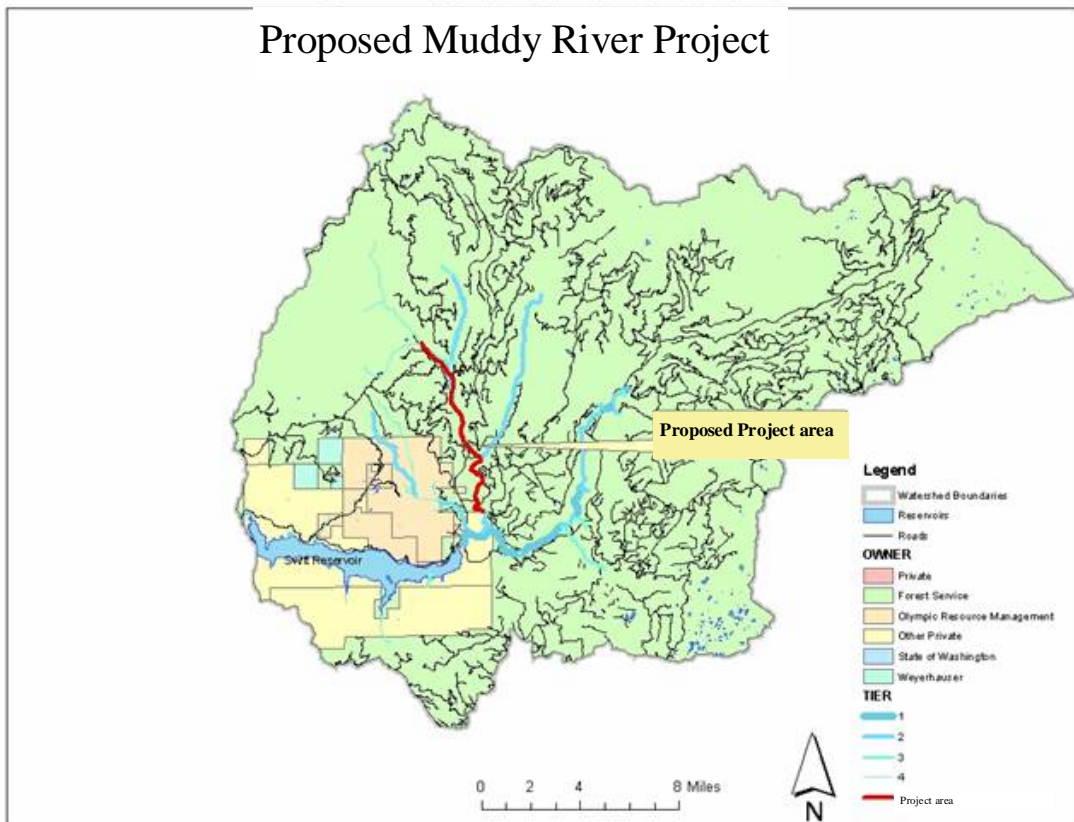 Proposed Muddy River Project
Proposed Project area
Swift Reservoir
Legend
Watershed Boundaries
Reservoirs
Roads
OWNER
Private
Forest Service
Olympic Resource Management
Other Private
State of Washington
Weyerhauser
TIER
1
2
3
4
Project area
0 2 4 8 Miles
N